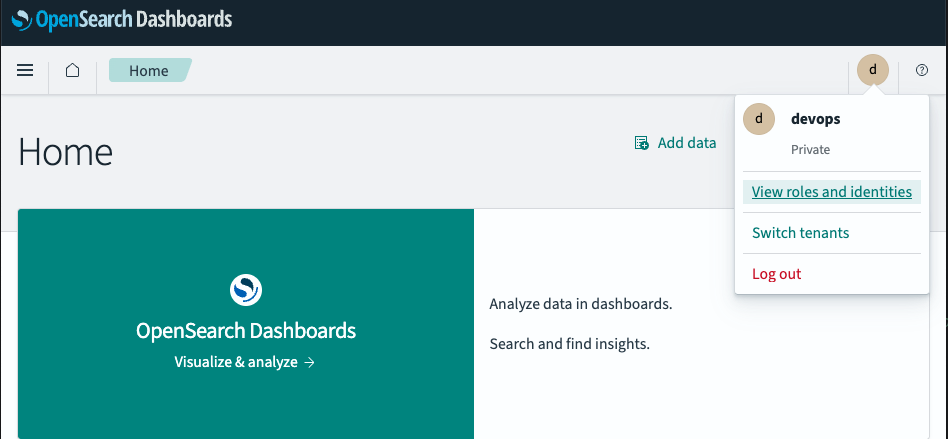 OpenSearch Dashboards
Home
d
Home
Add data
d
devops
Private
View roles and identities
Switch tenants
Log out
OpenSearch Dashboards
Visualize & analyze →
Analyze data in dashboards.
Search and find insights.